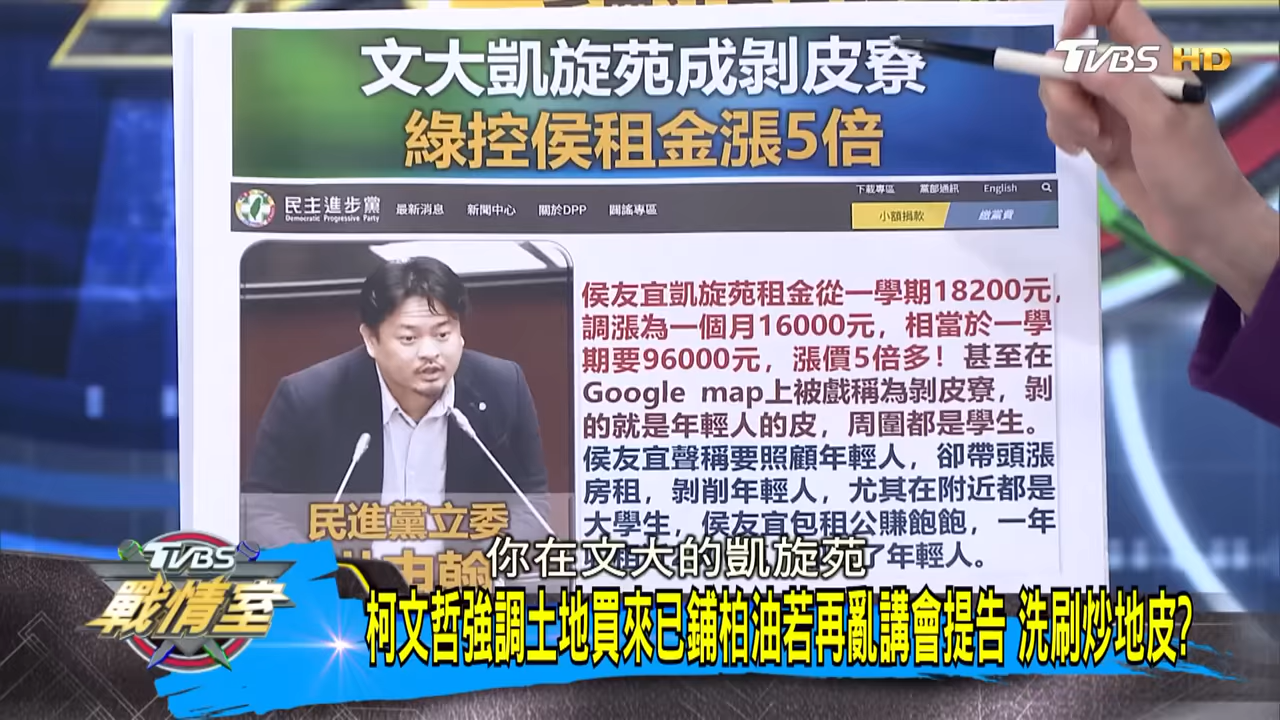 文大凱旋苑成剝皮寮
TVBS HD
綠控侯租金漲5倍
民主進步黨
Democratic Progressive Party
最新消息
新聞中心
關於DPP
闢謠專區
下載專區
黨部通訊
English
小額捐款
繳黨費
侯友宜凱旋苑租金從一學期18200元，
調漲為一個月16000元，相當於一學
期要96000元，漲價5倍多！甚至在
Google map上被戲稱為剝皮寮，剝
的就是年輕人的皮，周圍都是學生。
侯友宜聲稱要照顧年輕人，卻帶頭漲
房租，剝削年輕人，尤其在附近都是
大學生，侯友宜包租公賺飽飽，一年
了年輕人。
民進黨立委
你在文大的凱旋苑
TVBS
戰情室
柯文哲強調土地買來已鋪柏油若再亂講會提告 洗刷炒地皮?